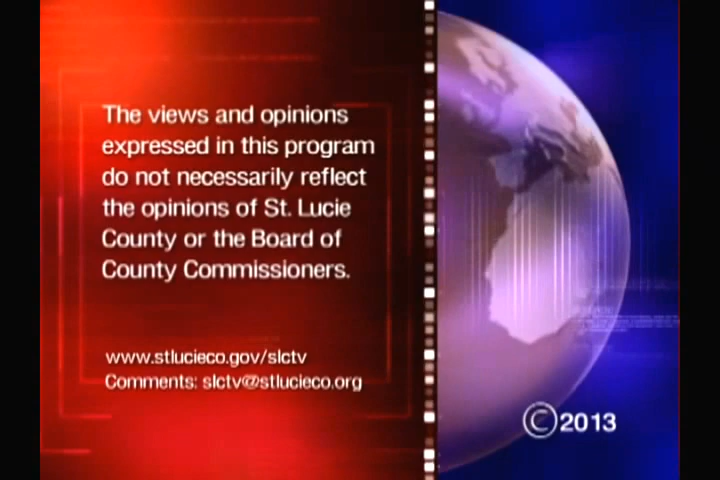 The views and opinions
expressed in this program
do not necessarily reflect
the opinions of St. Lucie
County or the Board of
County Commissioners.
www.stlucieco.gov/slctv
Comments: slctv@stlucieco.org
©2013